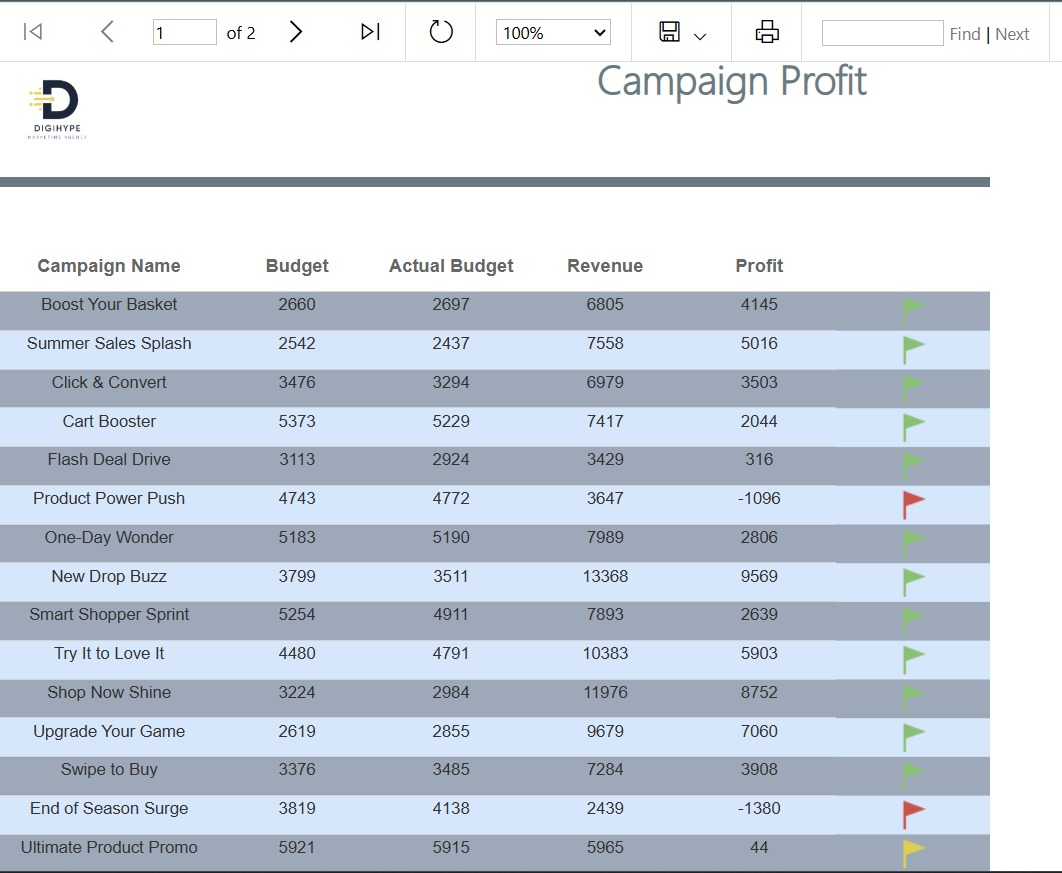 1 of 2 100% Find | Next
Campaign Profit
D
DIGIHYPE
MARKETING AGENCY
Campaign Name Budget Actual Budget Revenue Profit
Boost Your Basket 2660 2697 6805 4145
Summer Sales Splash 2542 2437 7558 5016
Click & Convert 3476 3294 6979 3503
Cart Booster 5373 5229 7417 2044
Flash Deal Drive 3113 2924 3429 316
Product Power Push 4743 4772 3647 -1096
One-Day Wonder 5183 5190 7989 2806
New Drop Buzz 3799 3511 13368 9569
Smart Shopper Sprint 5254 4911 7893 2639
Try It to Love It 4480 4791 10383 5903
Shop Now Shine 3224 2984 11976 8752
Upgrade Your Game 2619 2855 9679 7060
Swipe to Buy 3376 3485 7284 3908
End of Season Surge 3819 4138 2439 -1380
Ultimate Product Promo 5921 5915 5965 44